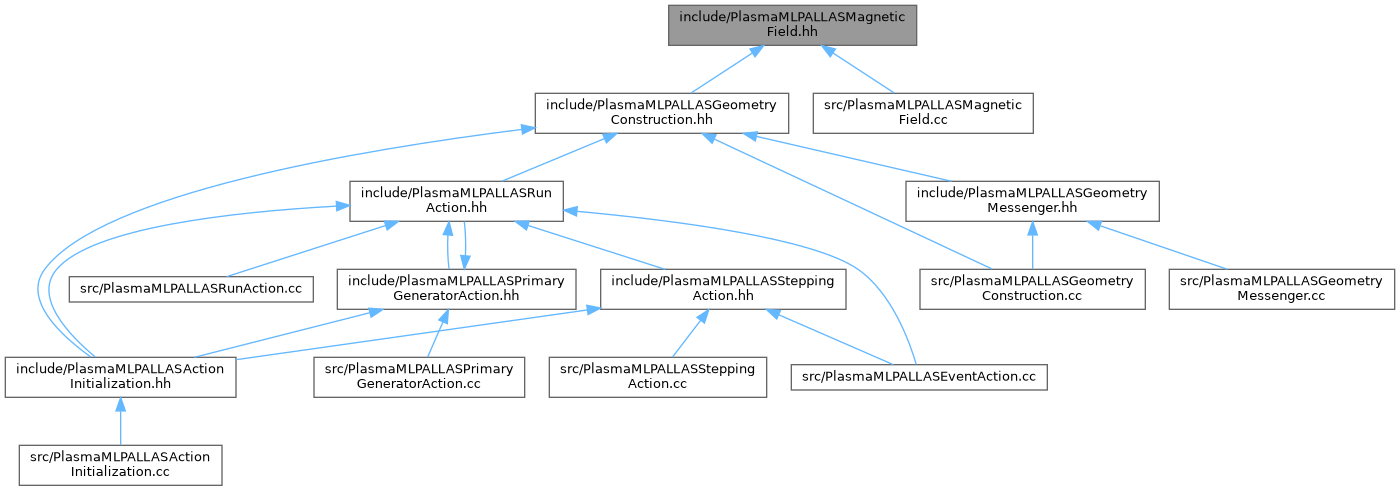 include/PlasmaMLPALLASMagnetic
Field.hh
include/PlasmaMLPALLASGeometry
Construction.hh
src/PlasmaMLPALLASMagnetic
Field.cc
include/PlasmaMLPALLASRun
Action.hh
include/PlasmaMLPALLASGeometry
Messenger.hh
src/PlasmaMLPALLASRunAction.cc
include/PlasmaMLPALLASPrimary
GeneratorAction.hh
include/PlasmaMLPALLASStepping
Action.hh
src/PlasmaMLPALLASGeometry
Construction.cc
src/PlasmaMLPALLASGeometry
Messenger.cc
include/PlasmaMLPALLASAction
Initialization.hh
src/PlasmaMLPALLASPrimary
GeneratorAction.cc
src/PlasmaMLPALLASStepping
Action.cc
src/PlasmaMLPALLASEventAction.cc
src/PlasmaMLPALLASAction
Initialization.cc